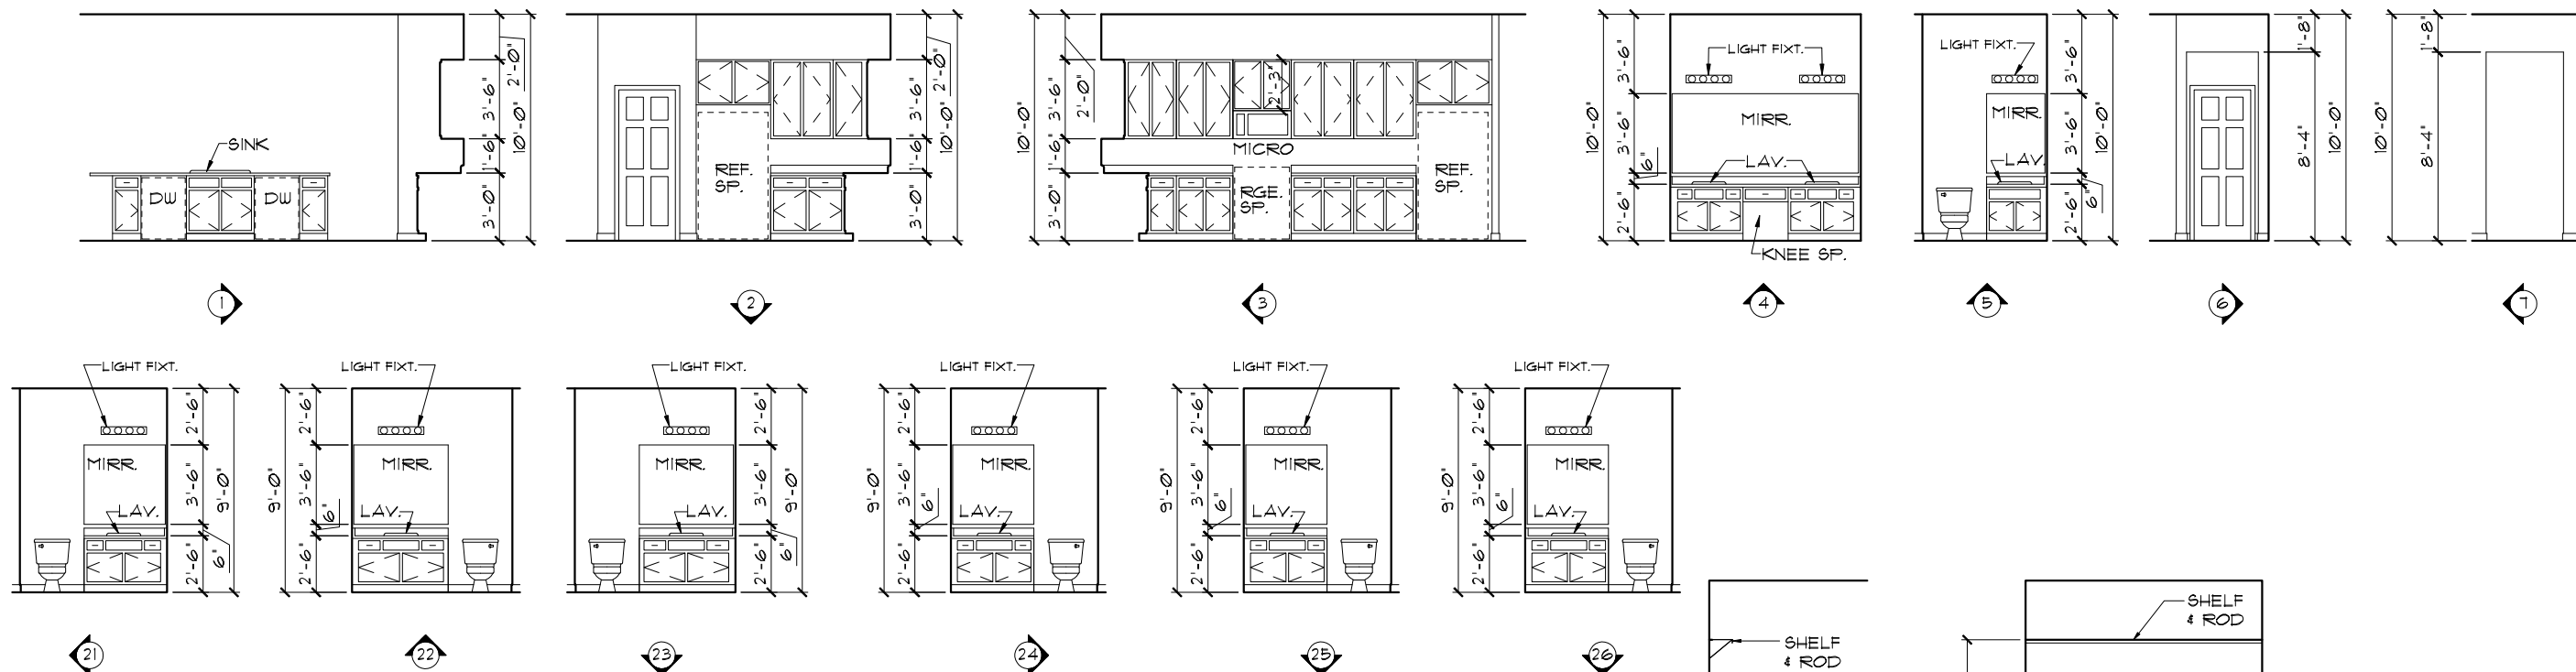 SINK
DW
DW
2'-0"
3'-6"
1'-6"
3'-0"
10'-0"
1
REF.
SP.
2'-0"
3'-6"
1'-6"
3'-0"
10'-0"
2
10'-0"
2'-0"
3'-6"
1'-6"
3'-0"
2'-3"
MICRO
RGE.
SP.
REF.
SP.
3
10'-0"
3'-6"
3'-6"
6"
2'-6"
LIGHT FIXT.
MIRR.
LAV.
KNEE SP.
4
LIGHT FIXT.
MIRR.
LAV.
3'-6"
3'-6"
6"
2'-6"
10'-0"
5
1'-8"
8'-4"
10'-0"
6
10'-0"
1'-8"
8'-4"
7
LIGHT FIXT.
MIRR.
LAV.
2'-6"
3'-6"
6"
2'-6"
9'-0"
21
LIGHT FIXT.
9'-0"
2'-6"
3'-6"
6"
2'-6"
MIRR.
LAV.
22
LIGHT FIXT.
MIRR.
LAV.
2'-6"
3'-6"
6"
2'-6"
9'-0"
23
LIGHT FIXT.
9'-0"
2'-6"
3'-6"
6"
2'-6"
MIRR.
LAV.
24
LIGHT FIXT.
9'-0"
2'-6"
3'-6"
6"
2'-6"
MIRR.
LAV.
25
LIGHT FIXT.
9'-0"
2'-6"
3'-6"
6"
2'-6"
MIRR.
LAV.
26
SHELF
& ROD
SHELF
& ROD